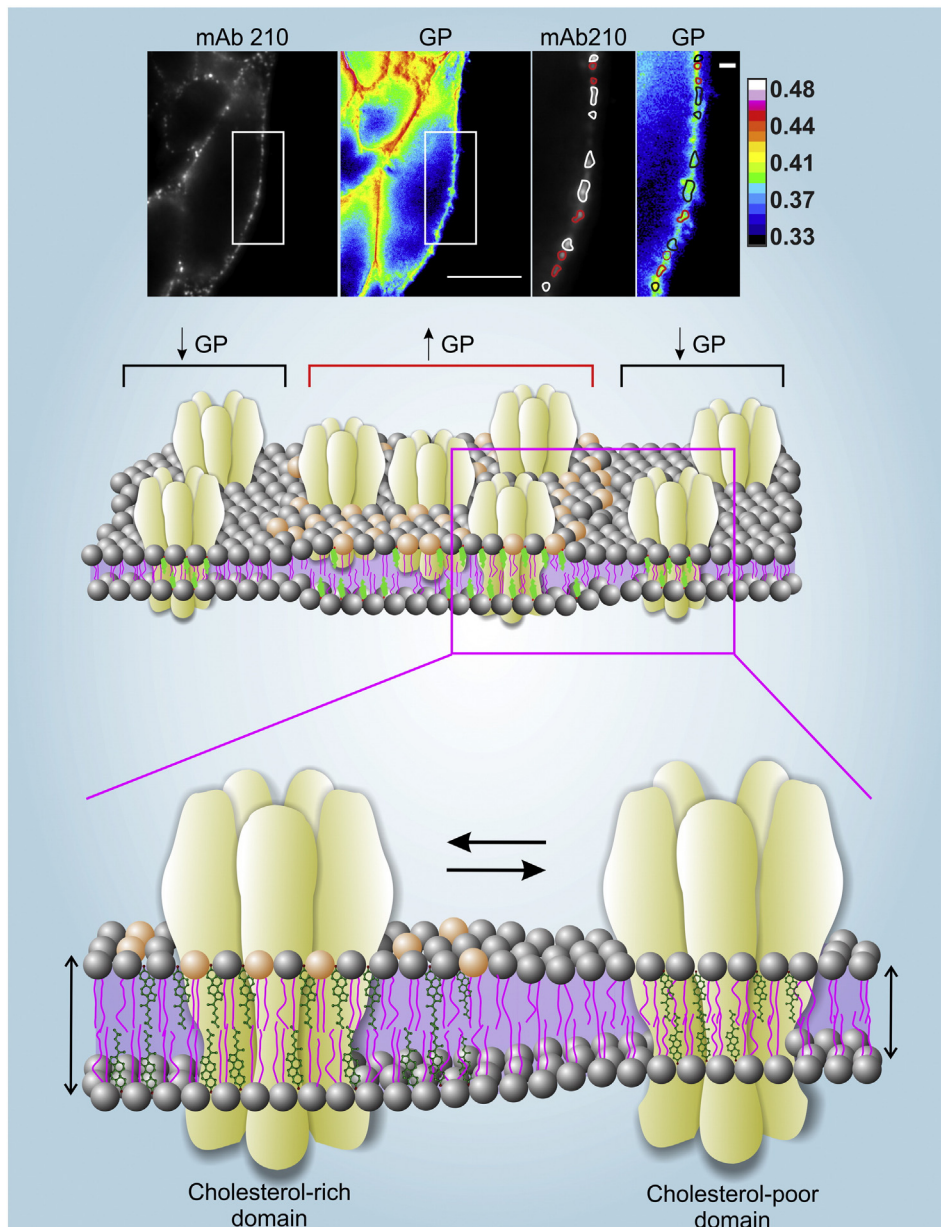 mAb 210
GP
mAb210
GP
0.48
0.44
0.41
0.37
0.33
↓ GP
↑ GP
↓ GP
Cholesterol-rich
domain
Cholesterol-poor
domain